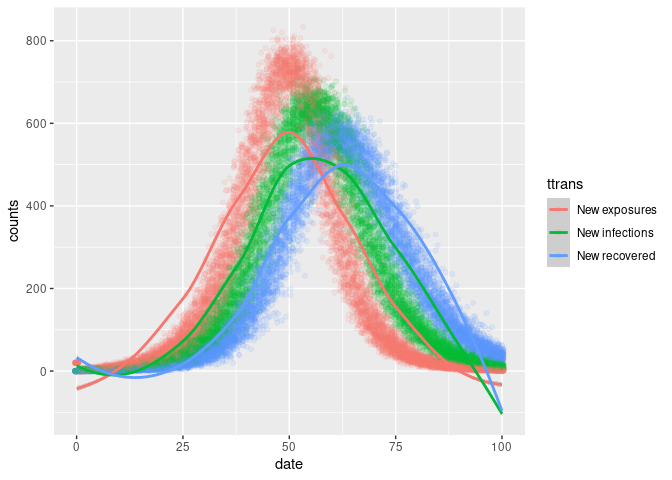 800
600
400
200
0
counts
0 25 50 75 100
date
ttrans
New exposures
New infections
New recovered